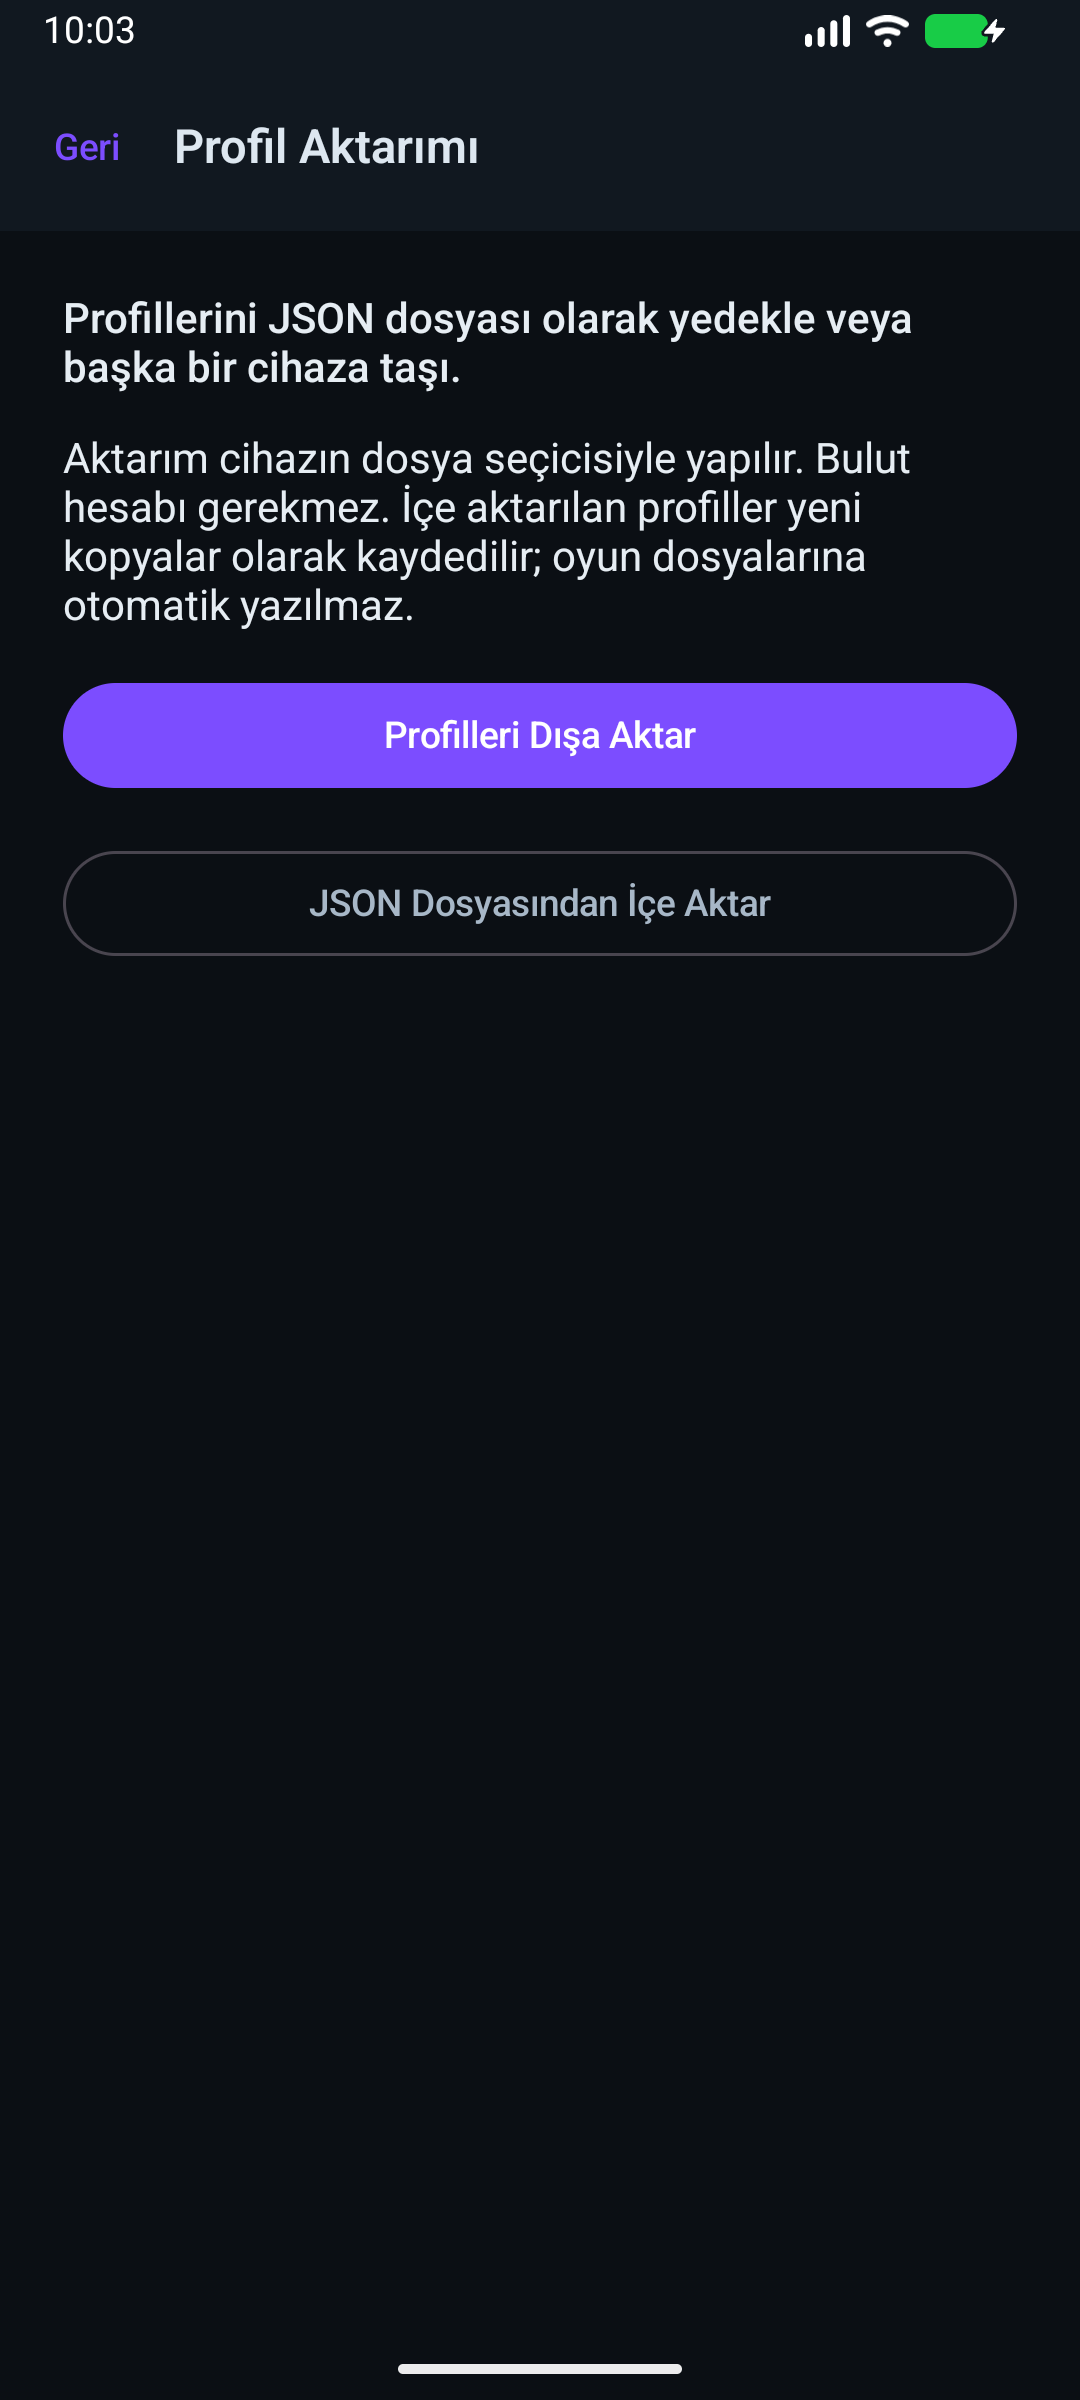 10:03
Geri
Profil Aktarımı
Profillerini JSON dosyası olarak yedekle veya
başka bir cihaza taşı.
Aktarım cihazın dosya seçicisiyle yapılır. Bulut
hesabı gerekmez. İçe aktarılan profiller yeni
kopyalar olarak kaydedilir; oyun dosyalarına
otomatik yazılmaz.
Profilleri Dışa Aktar
JSON Dosyasından İçe Aktar